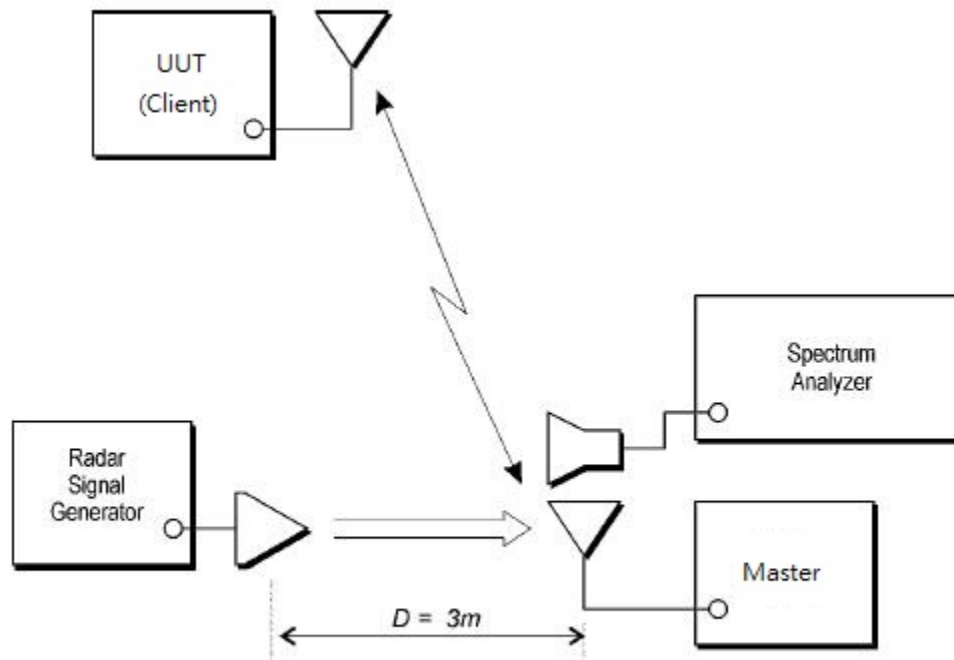 UUT
(Client)
Spectrum
Analyzer
Radar
Signal
Generator
Master
D = 3m